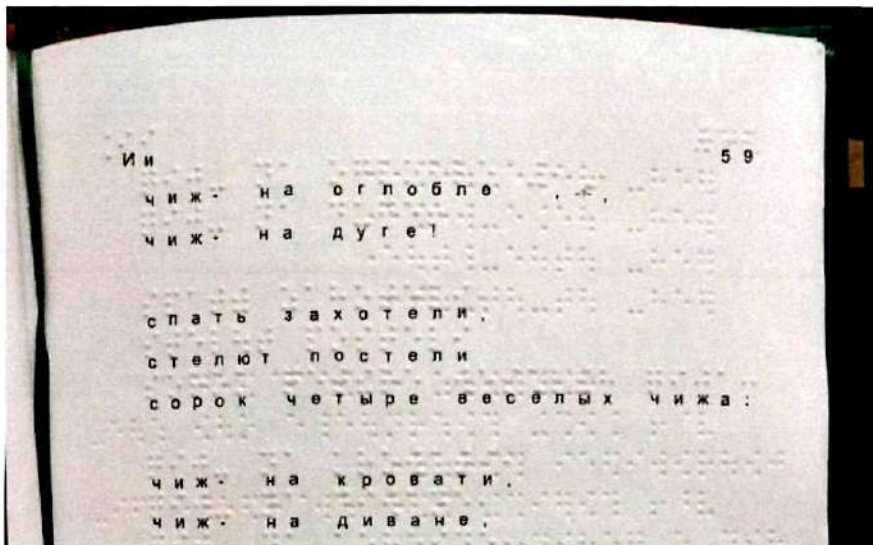 Ии 59
чиж- на оглобле ,
чиж- на дуге!
спать захотели,
стелют постели
сорок четыре веселых чижа:
чиж- на кровати,
чиж- на диване,